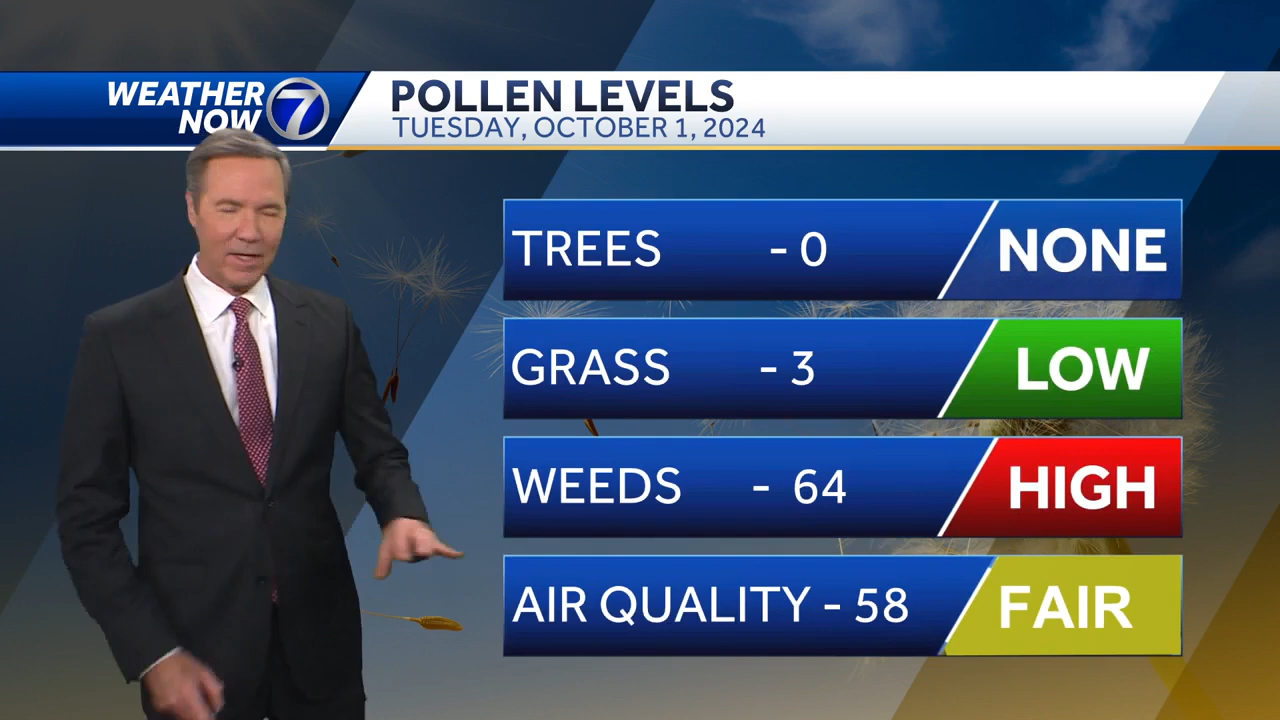 WEATHER
NOW 7
POLLEN LEVELS
TUESDAY, OCTOBER 1, 2024
TREES - 0 NONE
GRASS - 3 LOW
WEEDS - 64 HIGH
AIR QUALITY - 58 FAIR